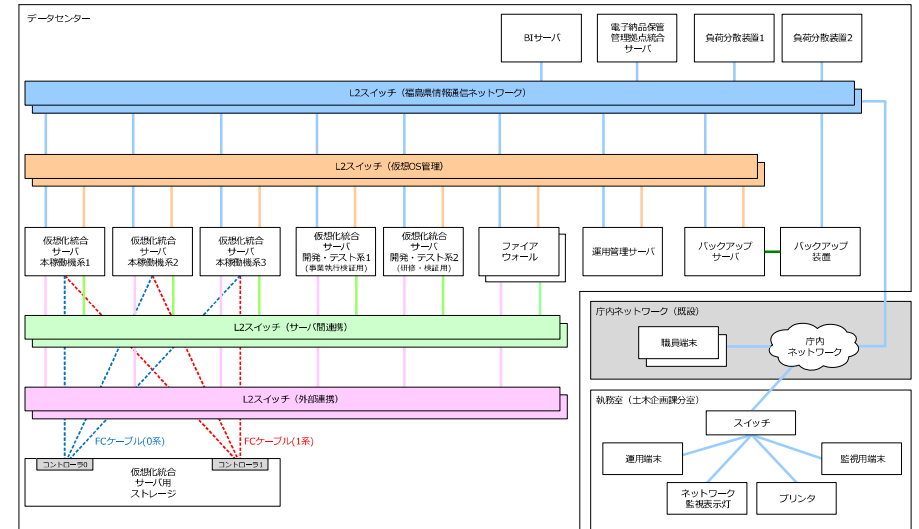 データセンター
BIサーバ
電子納品保管
管理拠点統合
サーバ
負荷分散装置1
負荷分散装置2
L2スイッチ（福島県情報通信ネットワーク）
L2スイッチ（仮想OS管理）
仮想化統合
サーバ
本稼動機系1
仮想化統合
サーバ
本稼動機系2
仮想化統合
サーバ
本稼動機系3
仮想化統合
サーバ
開発・テスト系1
(事業執行検証用)
仮想化統合
サーバ
開発・テスト系2
(研修・検証用)
ファイア
ウォール
運用管理サーバ
バックアップ
サーバ
バックアップ
装置
L2スイッチ（サーバ間連携）
L2スイッチ（外部連携）
FCケーブル(0系)
FCケーブル(1系)
コントローラ0
コントローラ1
仮想化統合
サーバ用
ストレージ
庁内ネットワーク（既設）
職員端末
庁内
ネットワーク
執務室（土木企画課分室）
スイッチ
運用端末
監視用端末
ネットワーク
監視表示灯
プリンタ